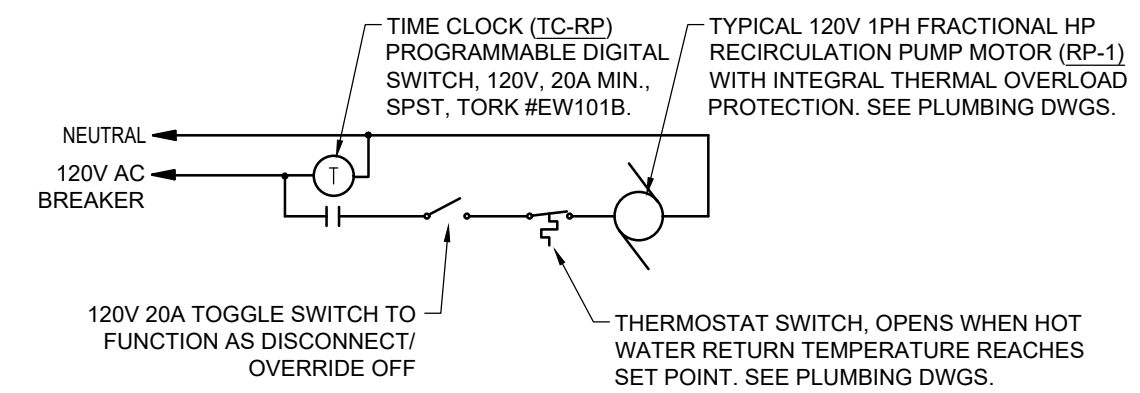 TIME CLOCK (TC-RP)
PROGRAMMABLE DIGITAL
SWITCH, 120V, 20A MIN.,
SPST, TORK #EW101B.
TYPICAL 120V 1PH FRACTIONAL HP
RECIRCULATION PUMP MOTOR (RP-1)
WITH INTEGRAL THERMAL OVERLOAD
PROTECTION. SEE PLUMBING DWGS.
NEUTRAL
120V AC
BREAKER
T
120V 20A TOGGLE SWITCH TO
FUNCTION AS DISCONNECT/
OVERRIDE OFF
THERMOSTAT SWITCH, OPENS WHEN HOT
WATER RETURN TEMPERATURE REACHES
SET POINT. SEE PLUMBING DWGS.